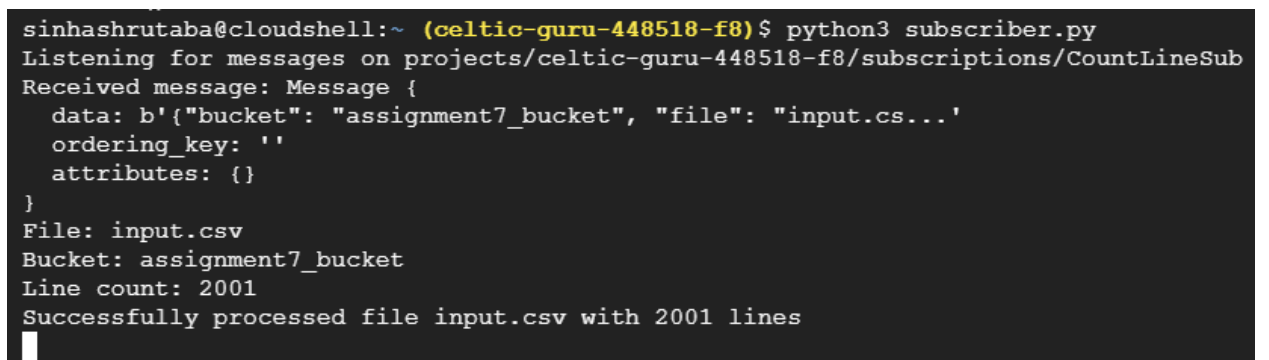 sinhashrutaba@cloudshell:~ (celtic-guru-448518-f8)$ python3 subscriber.py
Listening for messages on projects/celtic-guru-448518-f8/subscriptions/CountLineSub
Received message: Message {
  data: b'{"bucket": "assignment7_bucket", "file": "input.cs...'
  ordering_key: ''
  attributes: {}
}
File: input.csv
Bucket: assignment7_bucket
Line count: 2001
Successfully processed file input.csv with 2001 lines